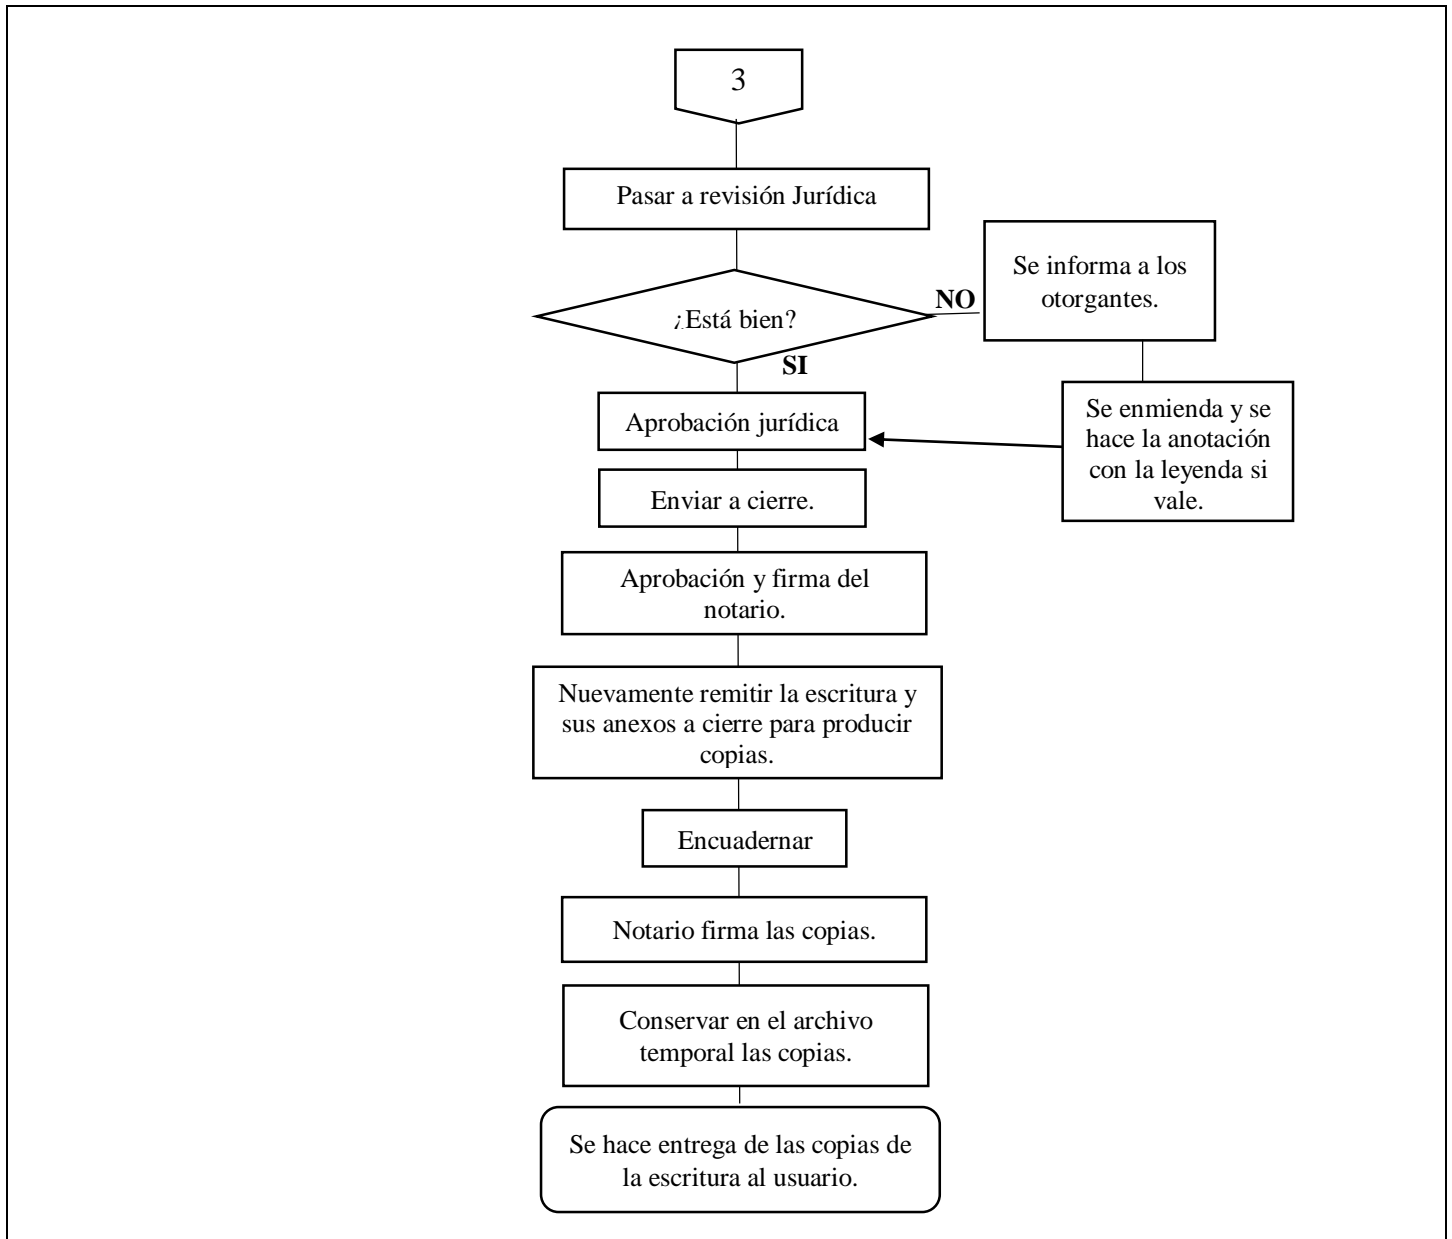 3
Pasar a revisión Jurídica
Se informa a los
otorgantes.
NO
¿Está bien?
SI
Aprobación jurídica
Se enmienda y se
hace la anotación
con la leyenda si
vale.
Enviar a cierre.
Aprobación y firma del
notario.
Nuevamente remitir la escritura y
sus anexos a cierre para producir
copias.
Encuadernar
Notario firma las copias.
Conservar en el archivo
temporal las copias.
Se hace entrega de las copias de
la escritura al usuario.